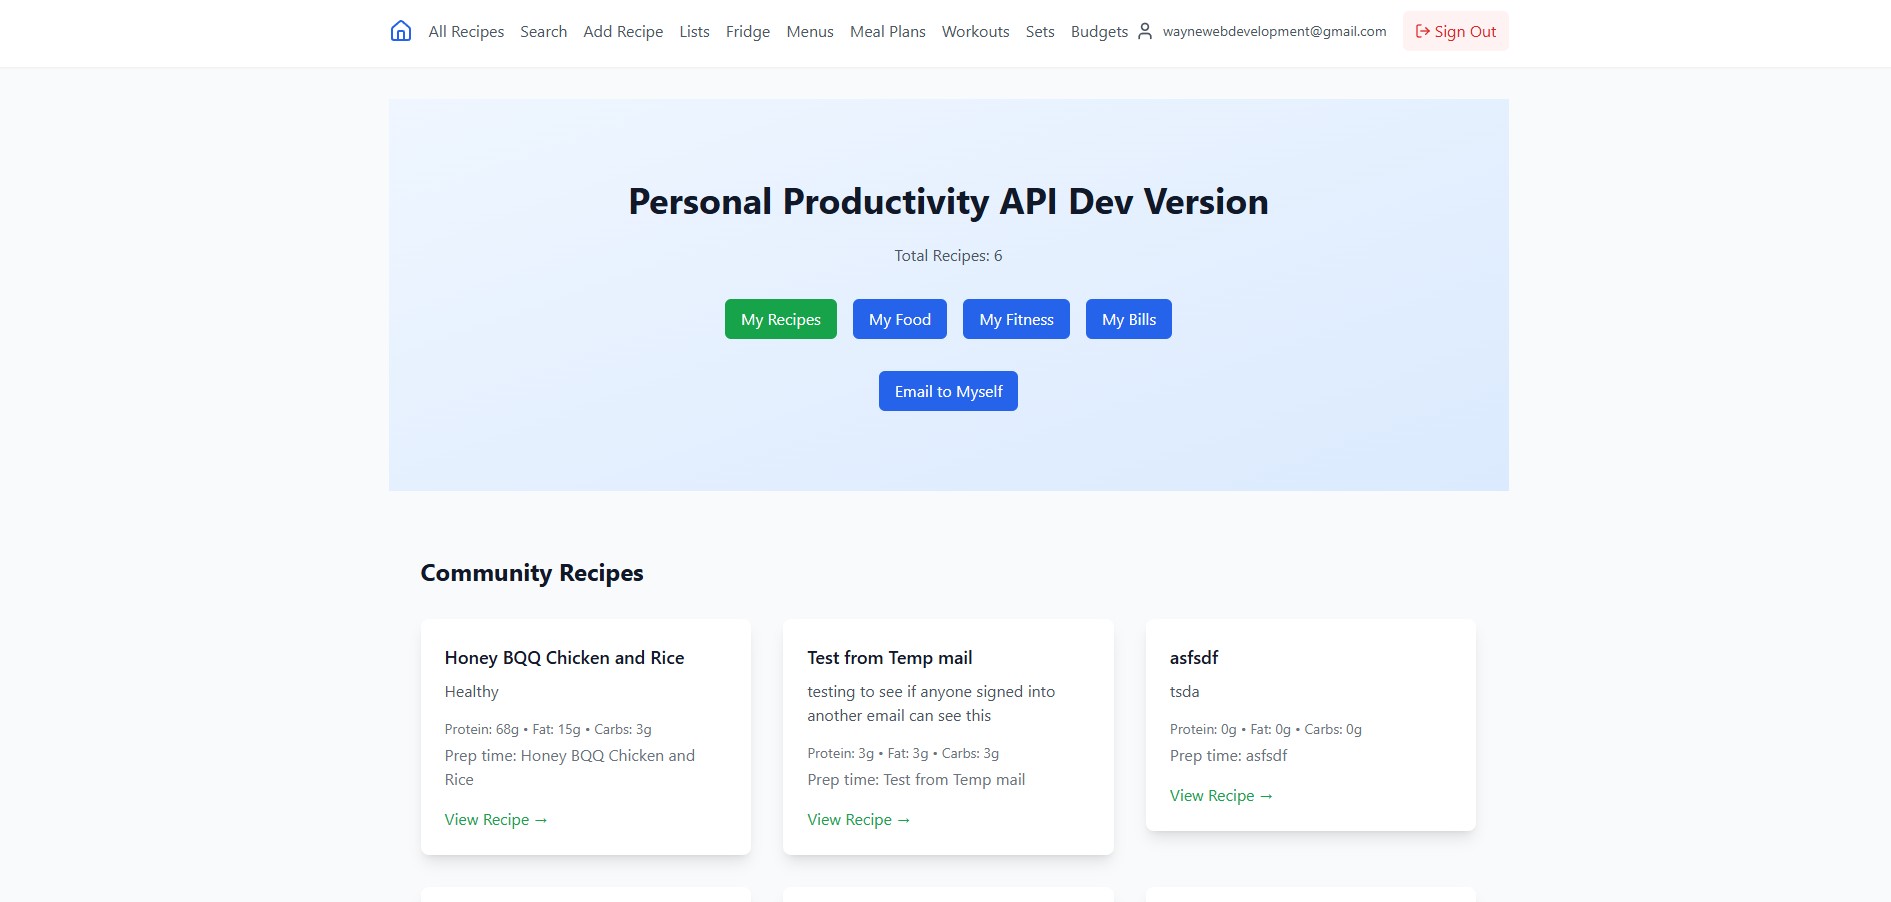 All Recipes Search Add Recipe Lists Fridge Menus Meal Plans Workouts Sets Budgets waynewebdevelopment@gmail.com Sign Out
Personal Productivity API Dev Version
Total Recipes: 6
My Recipes My Food My Fitness My Bills
Email to Myself
Community Recipes
Honey BQQ Chicken and Rice
Healthy
Protein: 68g • Fat: 15g • Carbs: 3g
Prep time: Honey BQQ Chicken and
Rice
View Recipe →
Test from Temp mail
testing to see if anyone signed into
another email can see this
Protein: 3g • Fat: 3g • Carbs: 3g
Prep time: Test from Temp mail
View Recipe →
asfsdf
tsda
Protein: 0g • Fat: 0g • Carbs: 0g
Prep time: asfsdf
View Recipe →